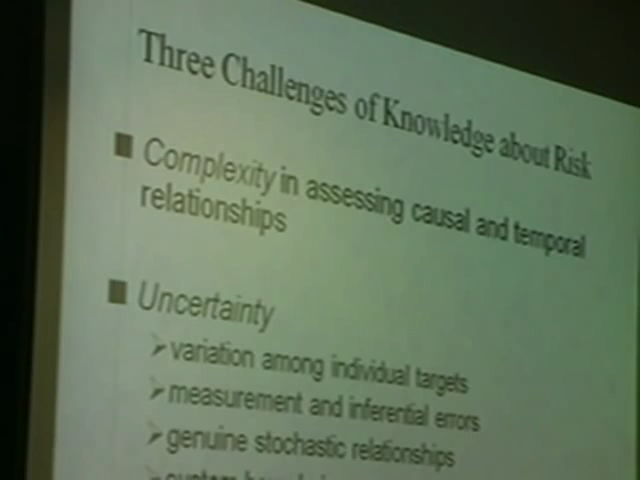 Three Challenges of Knowledge about Risk
Complexity in assessing causal and temporal
relationships
Uncertainty
variation among individual targets
measurement and inferential errors
genuine stochastic relationships